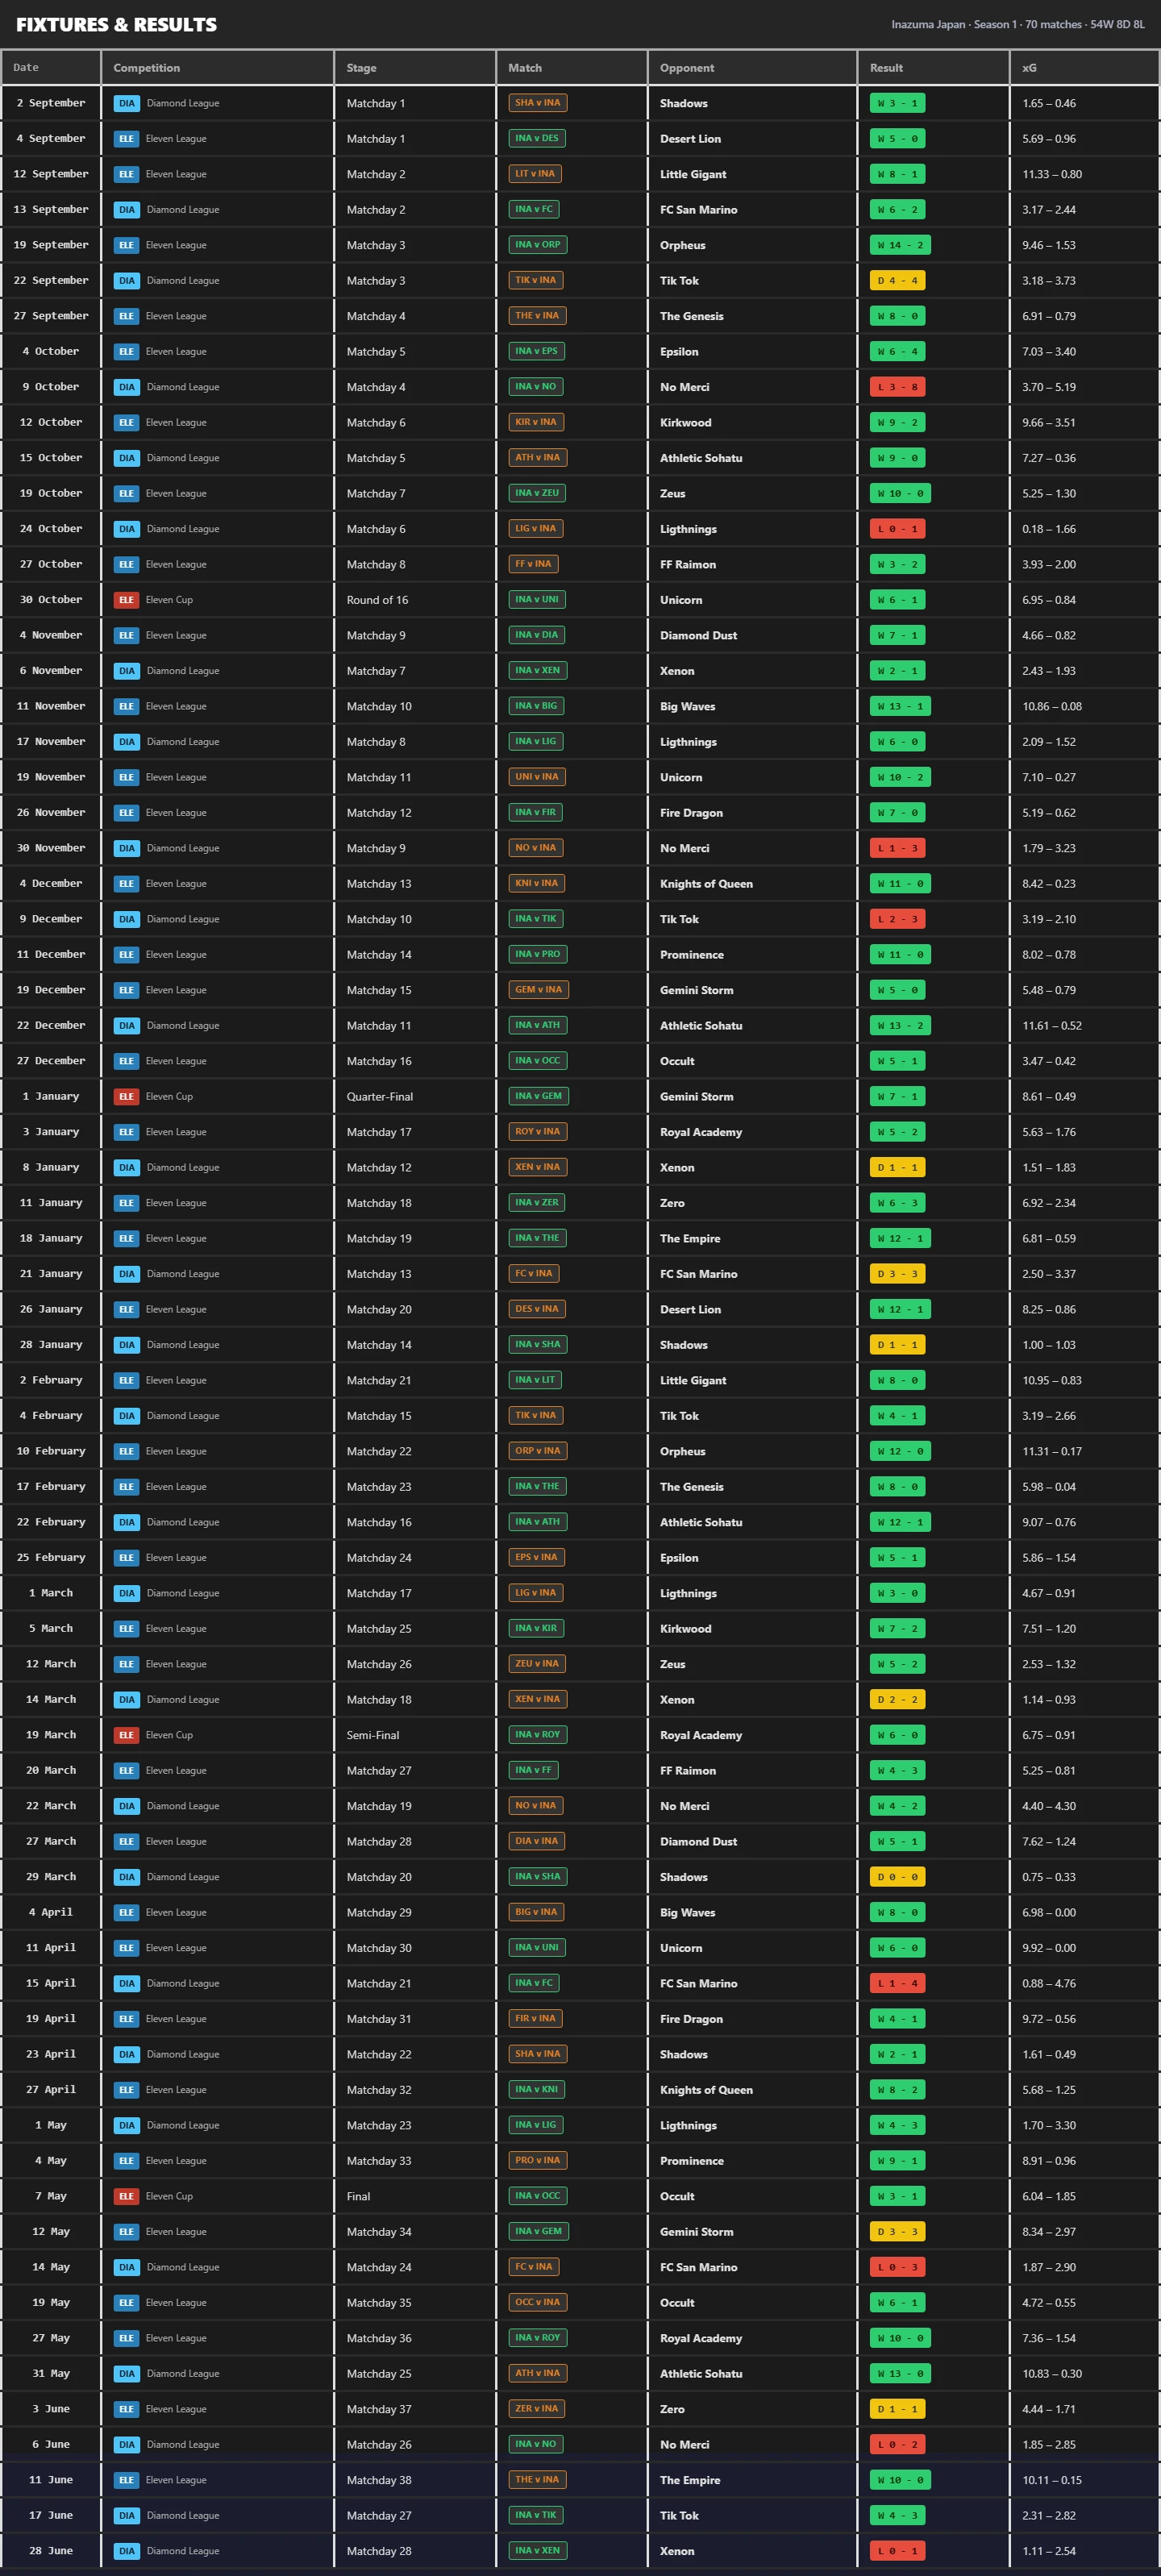 FIXTURES & RESULTS
Inazuma Japan · Season 1 · 70 matches · 54W 8D 8L
Date Competition Stage Match Opponent Result xG
2 September DIA Diamond League Matchday 1 SHA v INA Shadows W 3 - 1 1.65 – 0.46
4 September ELE Eleven League Matchday 1 INA v DES Desert Lion W 5 - 0 5.69 – 0.96
12 September ELE Eleven League Matchday 2 LIT v INA Little Gigant W 8 - 1 11.33 – 0.80
13 September DIA Diamond League Matchday 2 INA v FC FC San Marino W 6 - 2 3.17 – 2.44
19 September ELE Eleven League Matchday 3 INA v ORP Orpheus W 14 - 2 9.46 – 1.53
22 September DIA Diamond League Matchday 3 TIK v INA Tik Tok D 4 - 4 3.18 – 3.73
27 September ELE Eleven League Matchday 4 THE v INA The Genesis W 8 - 0 6.91 – 0.79
4 October ELE Eleven League Matchday 5 INA v EPS Epsilon W 6 - 4 7.03 – 3.40
9 October DIA Diamond League Matchday 4 INA v NO No Merci L 3 - 8 3.70 – 5.19
12 October ELE Eleven League Matchday 6 KIR v INA Kirkwood W 9 - 2 9.66 – 3.51
15 October DIA Diamond League Matchday 5 ATH v INA Athletic Sohatu W 9 - 0 7.27 – 0.36
19 October ELE Eleven League Matchday 7 INA v ZEU Zeus W 10 - 0 5.25 – 1.30
24 October DIA Diamond League Matchday 6 LIG v INA Ligthnings L 0 - 1 0.18 – 1.66
27 October ELE Eleven League Matchday 8 FF v INA FF Raimon W 3 - 2 3.93 – 2.00
30 October ELE Eleven Cup Round of 16 INA v UNI Unicorn W 6 - 1 6.95 – 0.84
4 November ELE Eleven League Matchday 9 INA v DIA Diamond Dust W 7 - 1 4.66 – 0.82
6 November DIA Diamond League Matchday 7 INA v XEN Xenon W 2 - 1 2.43 – 1.93
11 November ELE Eleven League Matchday 10 INA v BIG Big Waves W 13 - 1 10.86 – 0.08
17 November DIA Diamond League Matchday 8 INA v LIG Ligthnings W 6 - 0 2.09 – 1.52
19 November ELE Eleven League Matchday 11 UNI v INA Unicorn W 10 - 2 7.10 – 0.27
26 November ELE Eleven League Matchday 12 INA v FIR Fire Dragon W 7 - 0 5.19 – 0.62
30 November DIA Diamond League Matchday 9 NO v INA No Merci L 1 - 3 1.79 – 3.23
4 December ELE Eleven League Matchday 13 KNI v INA Knights of Queen W 11 - 0 8.42 – 0.23
9 December DIA Diamond League Matchday 10 INA v TIK Tik Tok L 2 - 3 3.19 – 2.10
11 December ELE Eleven League Matchday 14 INA v PRO Prominence W 11 - 0 8.02 – 0.78
19 December ELE Eleven League Matchday 15 GEM v INA Gemini Storm W 5 - 0 5.48 – 0.79
22 December DIA Diamond League Matchday 11 INA v ATH Athletic Sohatu W 13 - 2 11.61 – 0.52
27 December ELE Eleven League Matchday 16 INA v OCC Occult W 5 - 1 3.47 – 0.42
1 January ELE Eleven Cup Quarter-Final INA v GEM Gemini Storm W 7 - 1 8.61 – 0.49
3 January ELE Eleven League Matchday 17 ROY v INA Royal Academy W 5 - 2 5.63 – 1.76
8 January DIA Diamond League Matchday 12 XEN v INA Xenon D 1 - 1 1.51 – 1.83
11 January ELE Eleven League Matchday 18 INA v ZER Zero W 6 - 3 6.92 – 2.34
18 January ELE Eleven League Matchday 19 INA v THE The Empire W 12 - 1 6.81 – 0.59
21 January DIA Diamond League Matchday 13 FC v INA FC San Marino D 3 - 3 2.50 – 3.37
26 January ELE Eleven League Matchday 20 DES v INA Desert Lion W 12 - 1 8.25 – 0.86
28 January DIA Diamond League Matchday 14 INA v SHA Shadows D 1 - 1 1.00 – 1.03
2 February ELE Eleven League Matchday 21 INA v LIT Little Gigant W 8 - 0 10.95 – 0.83
4 February DIA Diamond League Matchday 15 TIK v INA Tik Tok W 4 - 1 3.19 – 2.66
10 February ELE Eleven League Matchday 22 ORP v INA Orpheus W 12 - 0 11.31 – 0.17
17 February ELE Eleven League Matchday 23 INA v THE The Genesis W 8 - 0 5.98 – 0.04
22 February DIA Diamond League Matchday 16 INA v ATH Athletic Sohatu W 12 - 1 9.07 – 0.76
25 February ELE Eleven League Matchday 24 EPS v INA Epsilon W 5 - 1 5.86 – 1.54
1 March DIA Diamond League Matchday 17 LIG v INA Ligthnings W 3 - 0 4.67 – 0.91
5 March ELE Eleven League Matchday 25 INA v KIR Kirkwood W 7 - 2 7.51 – 1.20
12 March ELE Eleven League Matchday 26 ZEU v INA Zeus W 5 - 2 2.53 – 1.32
14 March DIA Diamond League Matchday 18 XEN v INA Xenon D 2 - 2 1.14 – 0.93
19 March ELE Eleven Cup Semi-Final INA v ROY Royal Academy W 6 - 0 6.75 – 0.91
20 March ELE Eleven League Matchday 27 INA v FF FF Raimon W 4 - 3 5.25 – 0.81
22 March DIA Diamond League Matchday 19 NO v INA No Merci W 4 - 2 4.40 – 4.30
27 March ELE Eleven League Matchday 28 DIA v INA Diamond Dust W 5 - 1 7.62 – 1.24
29 March DIA Diamond League Matchday 20 INA v SHA Shadows D 0 - 0 0.75 – 0.33
4 April ELE Eleven League Matchday 29 BIG v INA Big Waves W 8 - 0 6.98 – 0.00
11 April ELE Eleven League Matchday 30 INA v UNI Unicorn W 6 - 0 9.92 – 0.00
15 April DIA Diamond League Matchday 21 INA v FC FC San Marino L 1 - 4 0.88 – 4.76
19 April ELE Eleven League Matchday 31 FIR v INA Fire Dragon W 4 - 1 9.72 – 0.56
23 April DIA Diamond League Matchday 22 SHA v INA Shadows W 2 - 1 1.61 – 0.49
27 April ELE Eleven League Matchday 32 INA v KNI Knights of Queen W 8 - 2 5.68 – 1.25
1 May DIA Diamond League Matchday 23 INA v LIG Ligthnings W 4 - 3 1.70 – 3.30
4 May ELE Eleven League Matchday 33 PRO v INA Prominence W 9 - 1 8.91 – 0.96
7 May ELE Eleven Cup Final INA v OCC Occult W 3 - 1 6.04 – 1.85
12 May ELE Eleven League Matchday 34 INA v GEM Gemini Storm D 3 - 3 8.34 – 2.97
14 May DIA Diamond League Matchday 24 FC v INA FC San Marino L 0 - 3 1.87 – 2.90
19 May ELE Eleven League Matchday 35 OCC v INA Occult W 6 - 1 4.72 – 0.55
27 May ELE Eleven League Matchday 36 INA v ROY Royal Academy W 10 - 0 7.36 – 1.54
31 May DIA Diamond League Matchday 25 ATH v INA Athletic Sohatu W 13 - 0 10.83 – 0.30
3 June ELE Eleven League Matchday 37 ZER v INA Zero D 1 - 1 4.44 – 1.71
6 June DIA Diamond League Matchday 26 INA v NO No Merci L 0 - 2 1.85 – 2.85
11 June ELE Eleven League Matchday 38 THE v INA The Empire W 10 - 0 10.11 – 0.15
17 June DIA Diamond League Matchday 27 INA v TIK Tik Tok W 4 - 3 2.31 – 2.82
28 June DIA Diamond League Matchday 28 INA v XEN Xenon L 0 - 1 1.11 – 2.54